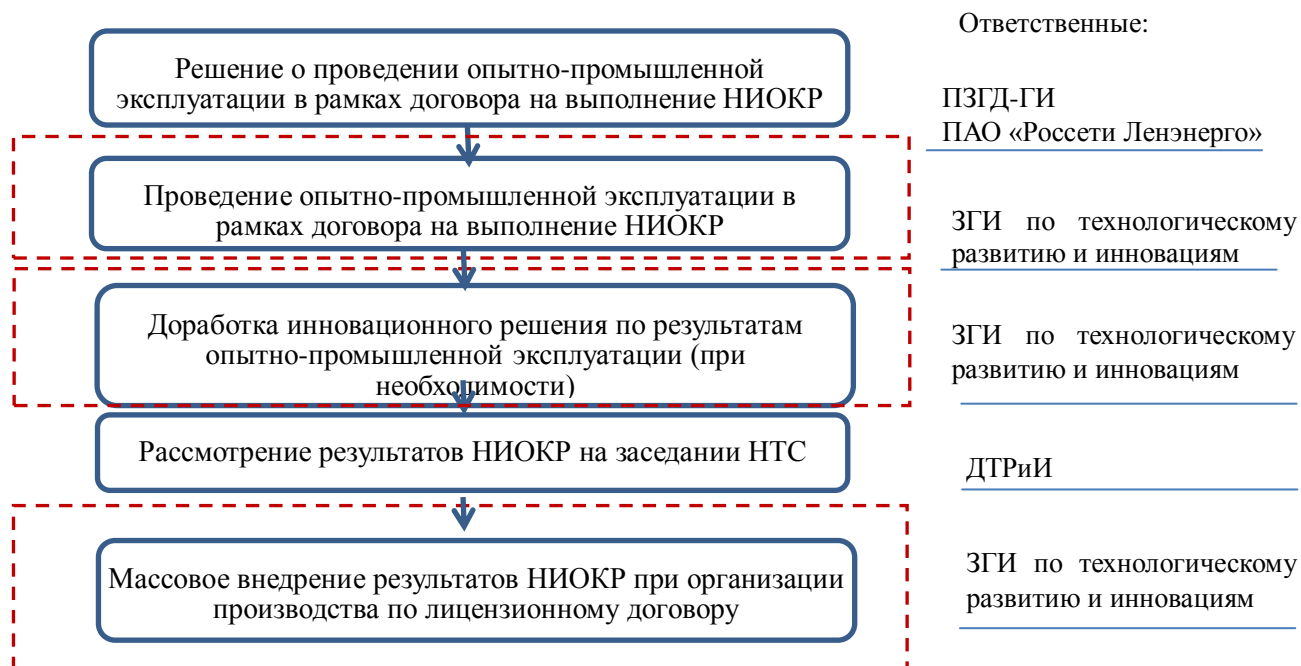 Ответственные:
Решение о проведении опытно-промышленной
эксплуатации в рамках договора на выполнение НИОКР
ПЗГД-ГИ
ПАО «Россети Ленэнерго»
Проведение опытно-промышленной эксплуатации в
рамках договора на выполнение НИОКР
ЗГИ по технологическому
развитию и инновациям
Доработка инновационного решения по результатам
опытно-промышленной эксплуатации (при
необходимости)
ЗГИ по технологическому
развитию и инновациям
Рассмотрение результатов НИОКР на заседании НТС
ДТРиИ
Массовое внедрение результатов НИОКР при организации
производства по лицензионному договору
ЗГИ по технологическому
развитию и инновациям